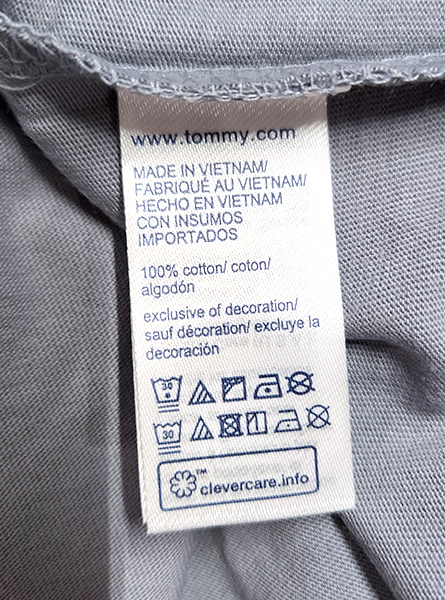 www.tommy.com
MADE IN VIETNAM/
FABRIQUÉ AU VIETNAM/
HECHO EN VIETNAM
CON INSUMOS
IMPORTADOS
100% cotton/ coton/
algodón
exclusive of decoration/
sauf décoration/ excluye la
decoración
30
30
™
clevercare.info